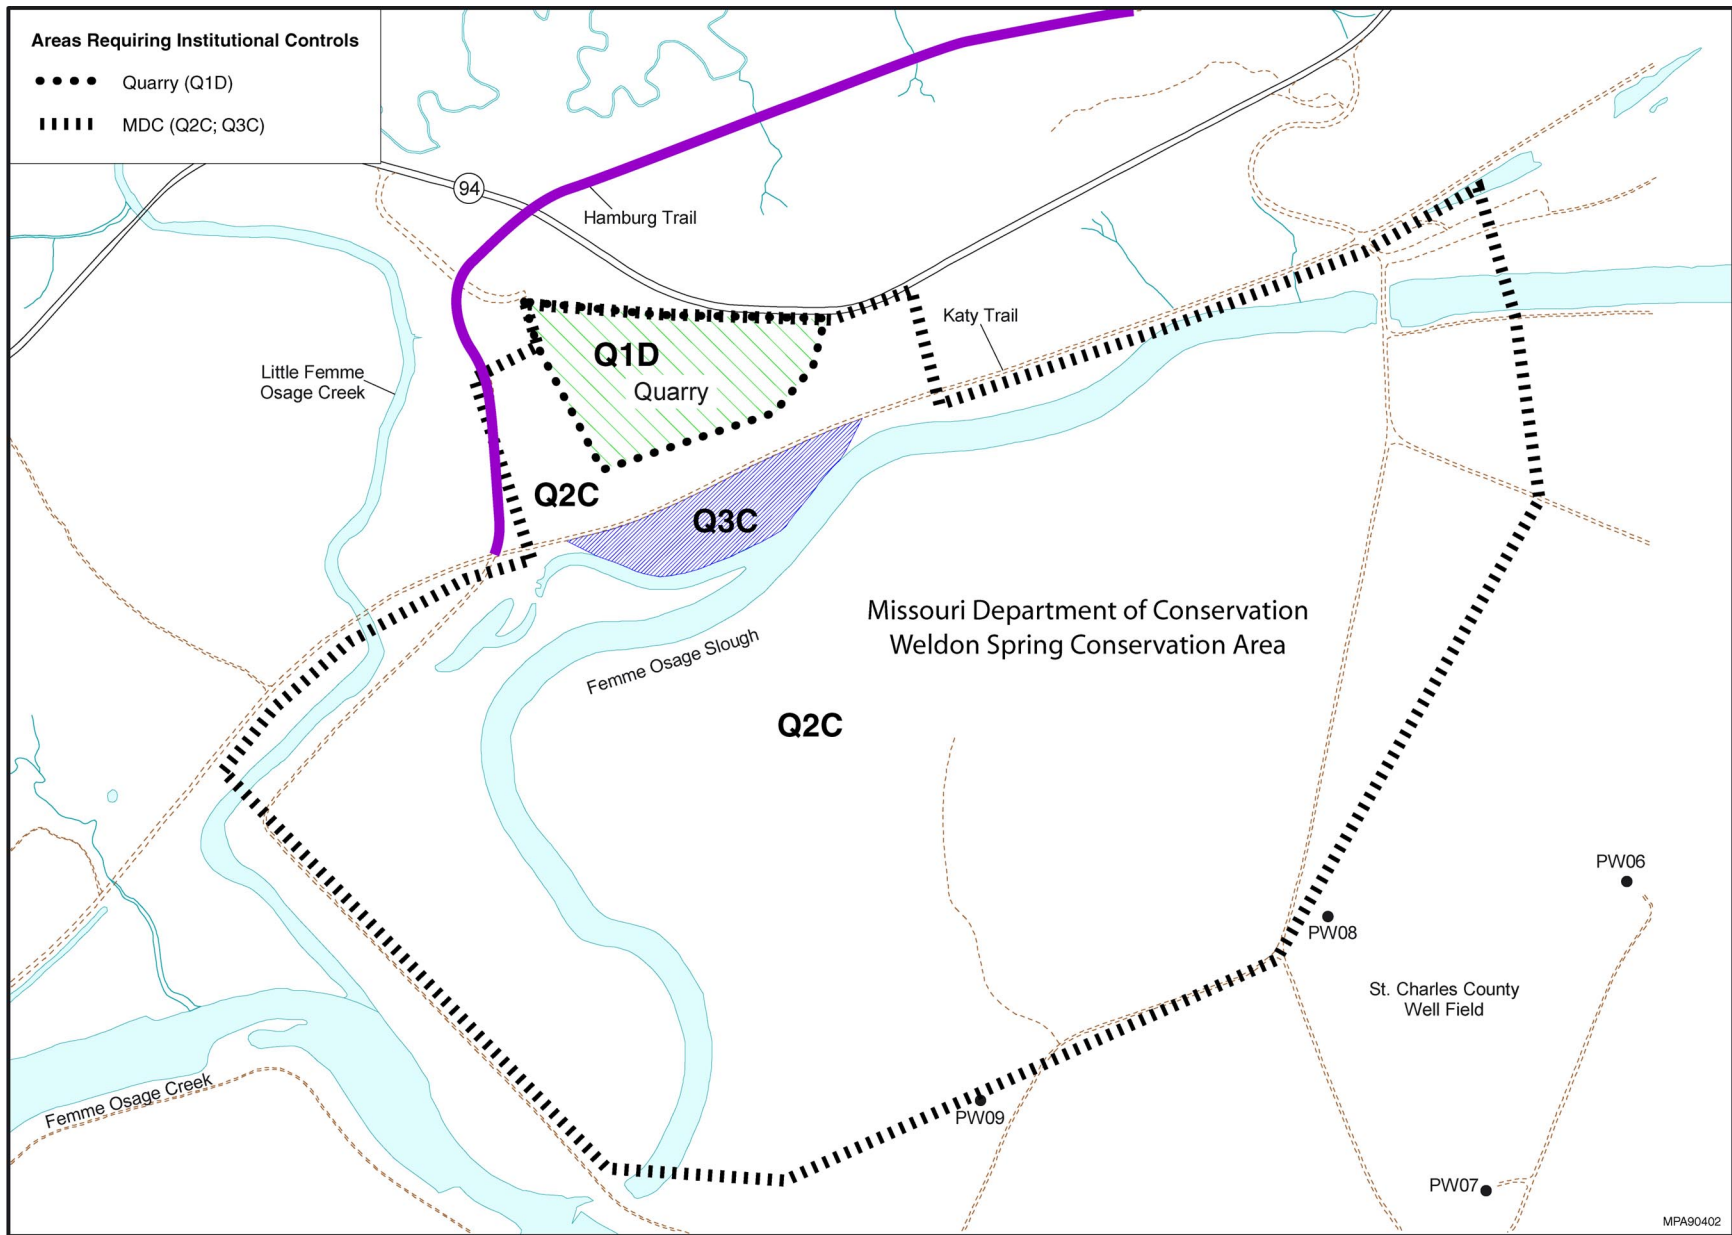 Areas Requiring Institutional Controls
Quarry (Q1D)
MDC (Q2C; Q3C)
94
Hamburg Trail
Katy Trail
Q1D
Quarry
Little Femme
Osage Creek
Q2C
Q3C
Missouri Department of Conservation
Weldon Spring Conservation Area
Femme Osage Slough
Q2C
PW06
PW08
St. Charles County
Well Field
Femme Osage Creek
PW09
PW07
MPA90402